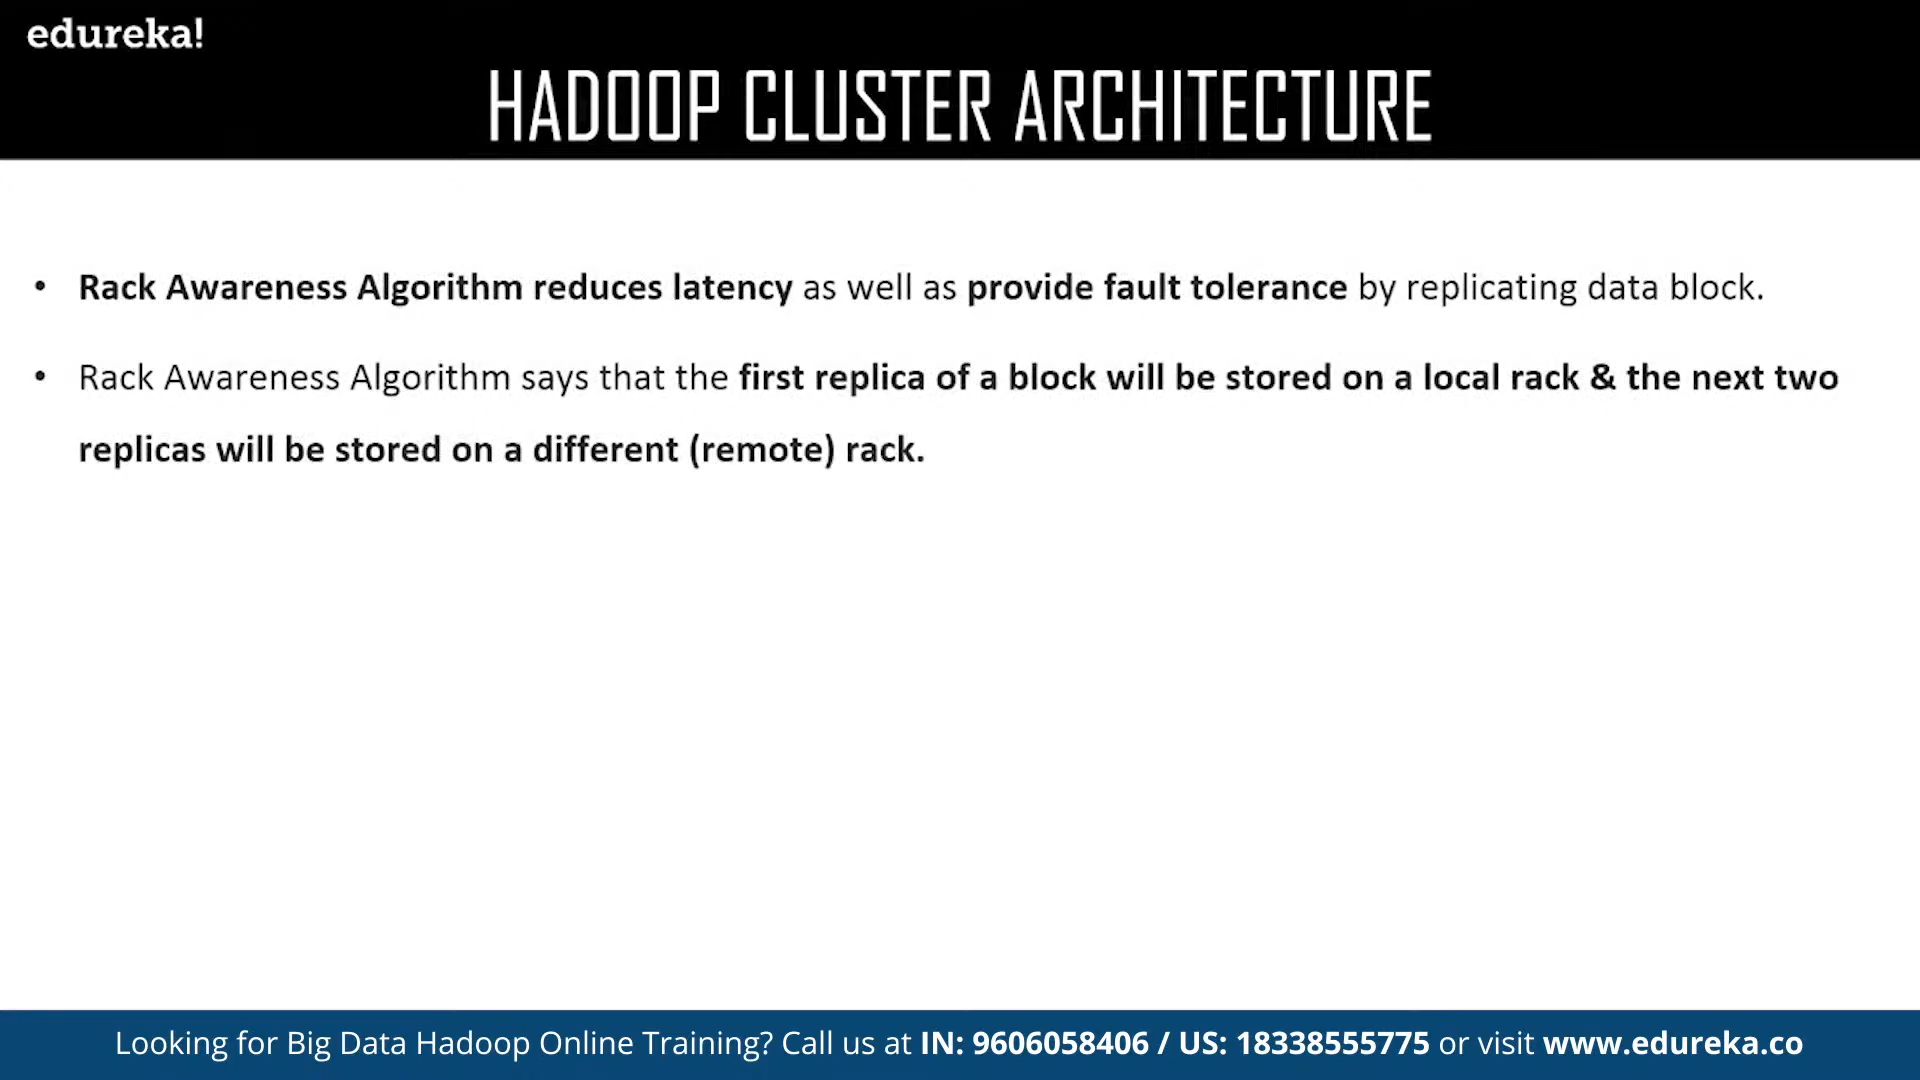 edureka!
HADOOP CLUSTER ARCHITECTURE
• Rack Awareness Algorithm reduces latency as well as provide fault tolerance by replicating data block.
• Rack Awareness Algorithm says that the first replica of a block will be stored on a local rack & the next two
replicas will be stored on a different (remote) rack.
Looking for Big Data Hadoop Online Training? Call us at IN: 9606058406 / US: 18338555775 or visit www.edureka.co